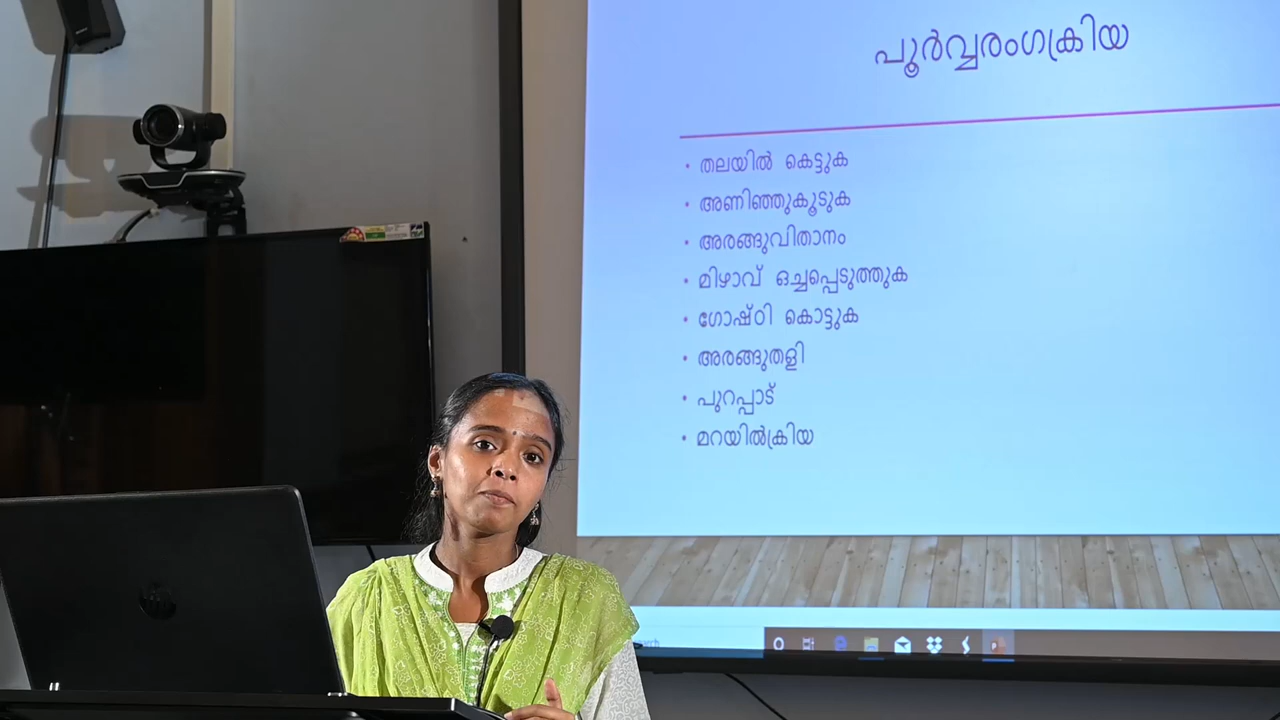 പൂർവ്വരംഗക്രിയ
• തലയിൽ കെട്ടുക
• അണിഞ്ഞുകൂടുക
• അരങ്ങുവിതാനം
• മിഴാവ് ഒച്ചപ്പെടുത്തുക
• ഗോഷ്ഠി കൊട്ടുക
• അരങ്ങുതളി
• പുറപ്പാട്
• മറയിൽക്രിയ